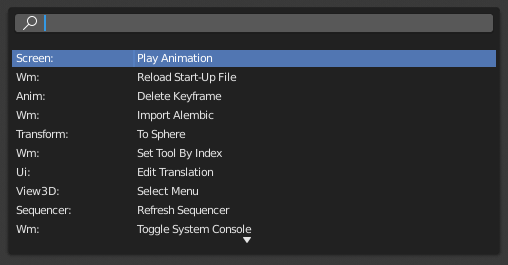 Screen: Play Animation
Wm: Reload Start-Up File
Anim: Delete Keyframe
Wm: Import Alembic
Transform: To Sphere
Wm: Set Tool By Index
Ui: Edit Translation
View3D: Select Menu
Sequencer: Refresh Sequencer
Wm: Toggle System Console